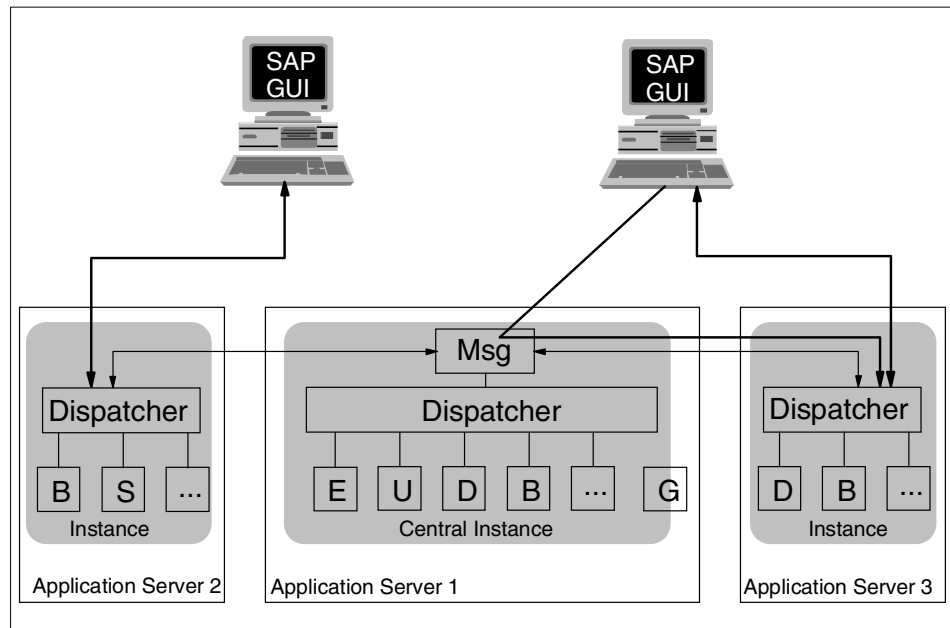 SAP
GUI
SAP
GUI
Msg
Dispatcher
Dispatcher
Dispatcher
B S ...
E U D B ... G
D B ...
Instance
Central Instance
Instance
Application Server 2
Application Server 1
Application Server 3